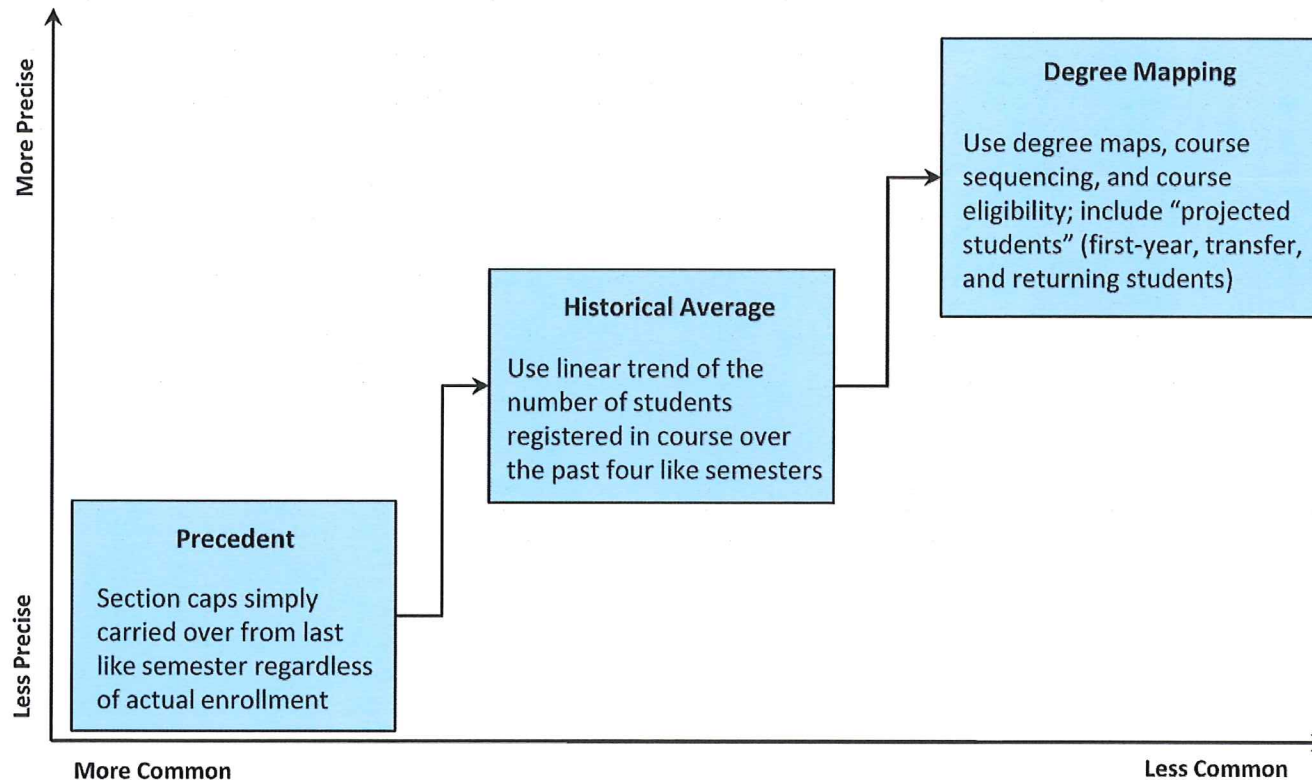 More Precise
Less Precise
Degree Mapping
Use degree maps, course
sequencing, and course
eligibility; include “projected
students” (first-year, transfer,
and returning students)
Historical Average
Use linear trend of the
number of students
registered in course over
the past four like semesters
Precedent
Section caps simply
carried over from last
like semester regardless
of actual enrollment
More Common
Less Common